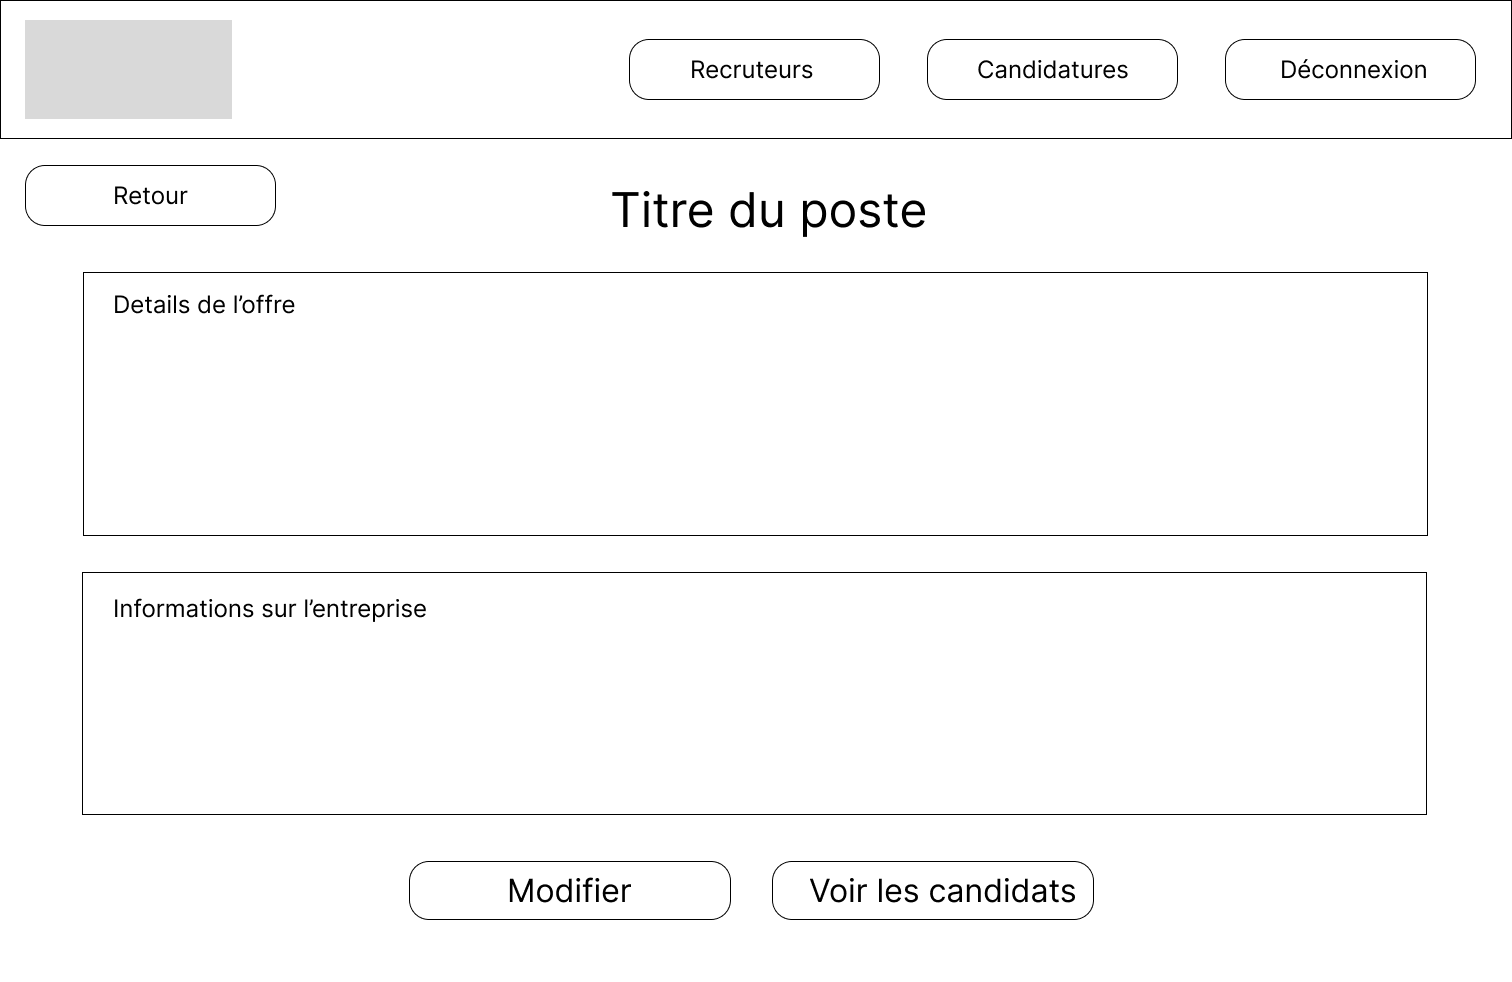 Recruteurs
Candidatures
Déconnexion
Retour
Titre du poste
Details de l’offre
Informations sur l’entreprise
Modifier
Voir les candidats